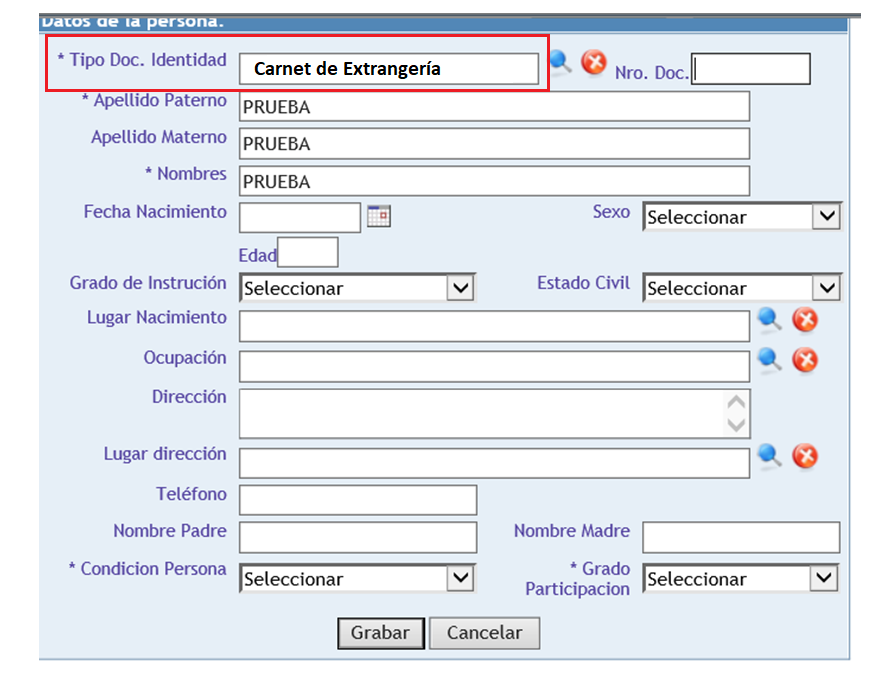 Datos de la persona.
* Tipo Doc. Identidad Carnet de Extrangería Nro. Doc.
* Apellido Paterno PRUEBA
Apellido Materno PRUEBA
* Nombres PRUEBA
Fecha Nacimiento Sexo Seleccionar
Edad
Grado de Instrución Seleccionar Estado Civil Seleccionar
Lugar Nacimiento
Ocupación
Dirección
Lugar dirección
Teléfono
Nombre Padre Nombre Madre
* Condicion Persona Seleccionar * Grado Participacion Seleccionar
Grabar Cancelar